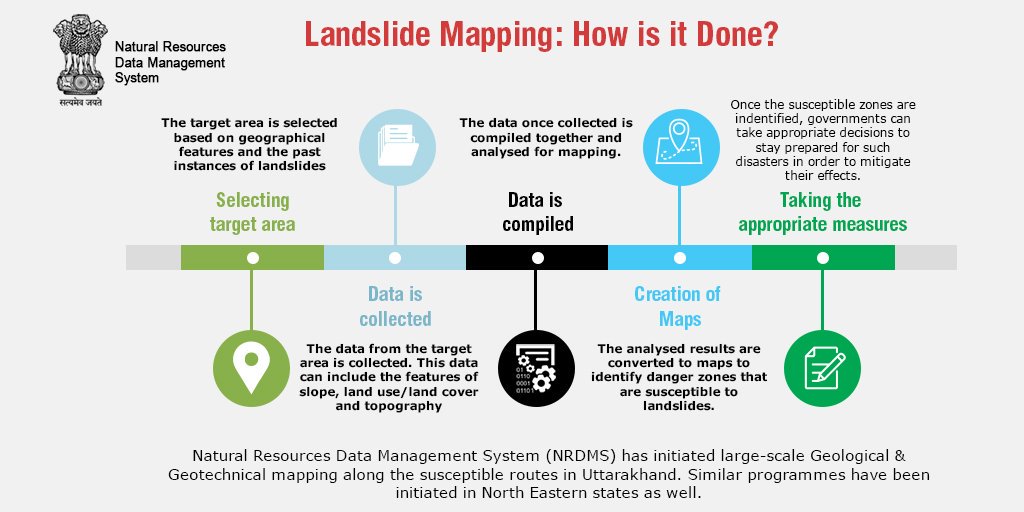 Landslide Mapping: How is it Done?
Natural Resources
Data Management
System
सत्यमेव जयते
The target area is selected
based on geographical
features and the past
instances of landslides
Selecting
target area
Data is
collected
The data from the target
area is collected. This data
can include the features of
slope, land use/land cover
and topography
The data once collected is
compiled together and
analysed for mapping.
Data is
compiled
01
0110
0001
0110
Creation of
Maps
The analysed results are
converted to maps to
identify danger zones that
are susceptible to
landslides.
Once the susceptible zones are
indentified, governments can
take appropriate decisions to
stay prepared for such
disasters in order to mitigate
their effects.
Taking the
appropriate measures
Natural Resources Data Management System (NRDMS) has initiated large-scale Geological &
Geotechnical mapping along the susceptible routes in Uttarakhand. Similar programmes have been
initiated in North Eastern states as well.